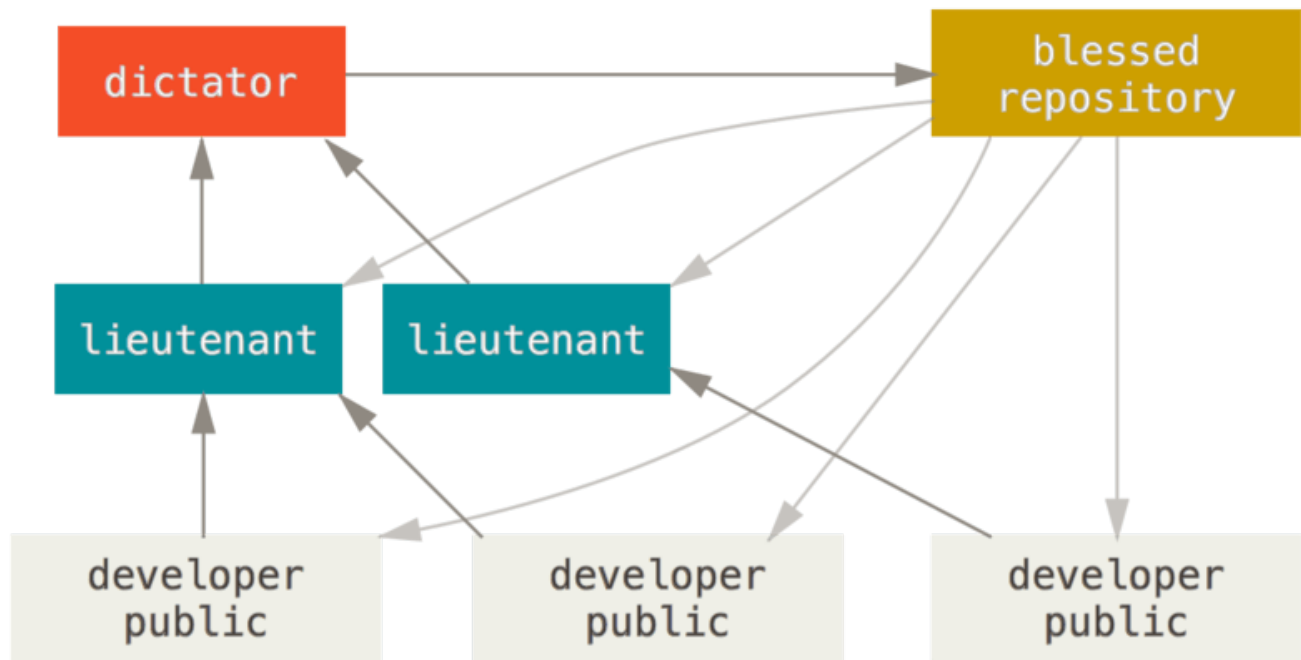 dictator
blessed
repository
lieutenant
lieutenant
developer
public
developer
public
developer
public